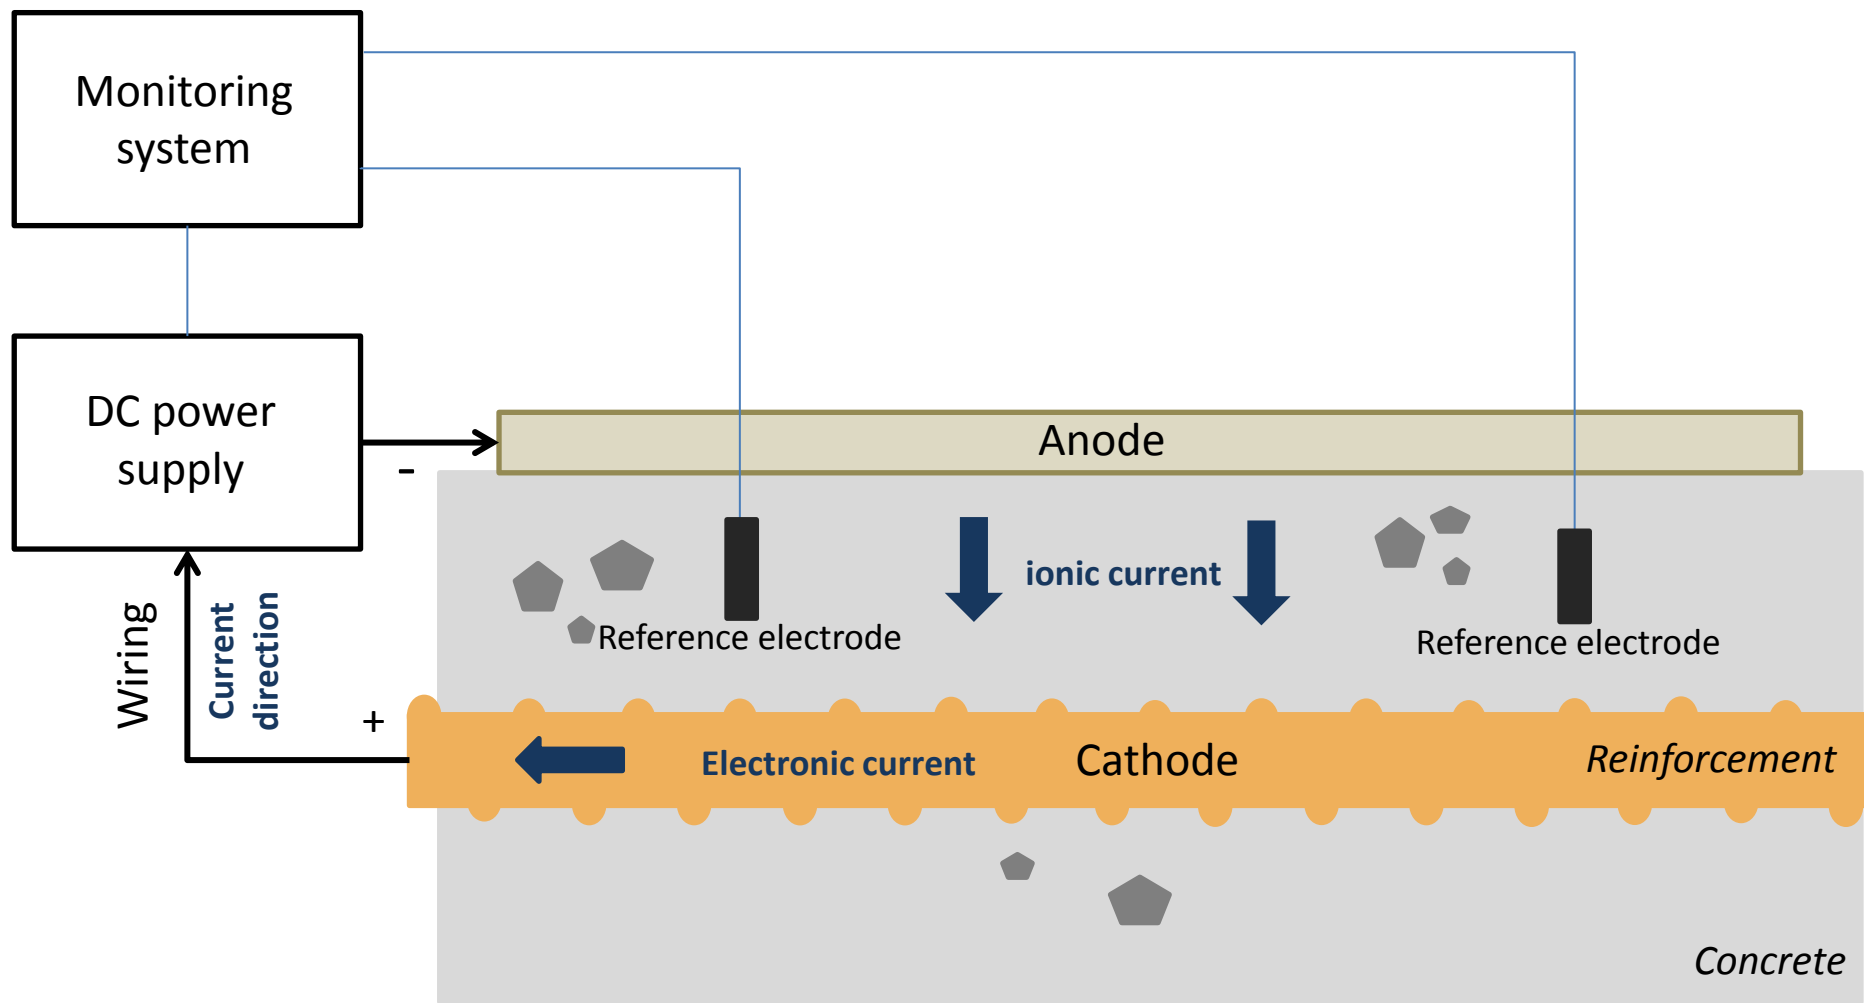 Monitoring
system
DC power
supply
-
Anode
ionic current
Reference electrode
Reference electrode
Wiring
Current
direction
+
Electronic current
Cathode
Reinforcement
Concrete